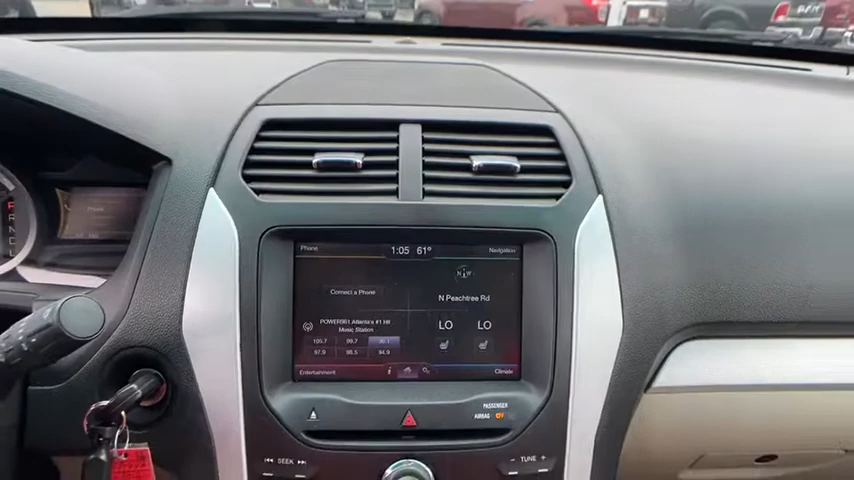 Phone
1:05 61°
Navigation
N W
Connect a Phone
N Peachtree Rd
POWER961 Atlanta's #1 Hit
Music Station
LO LO
105.7 99.7 96.1
97.9 98.5 94.9
Entertainment
Climate
PASSENGER
AIRBAG OFF
SEEK
- TUNE +
P
R
N
D